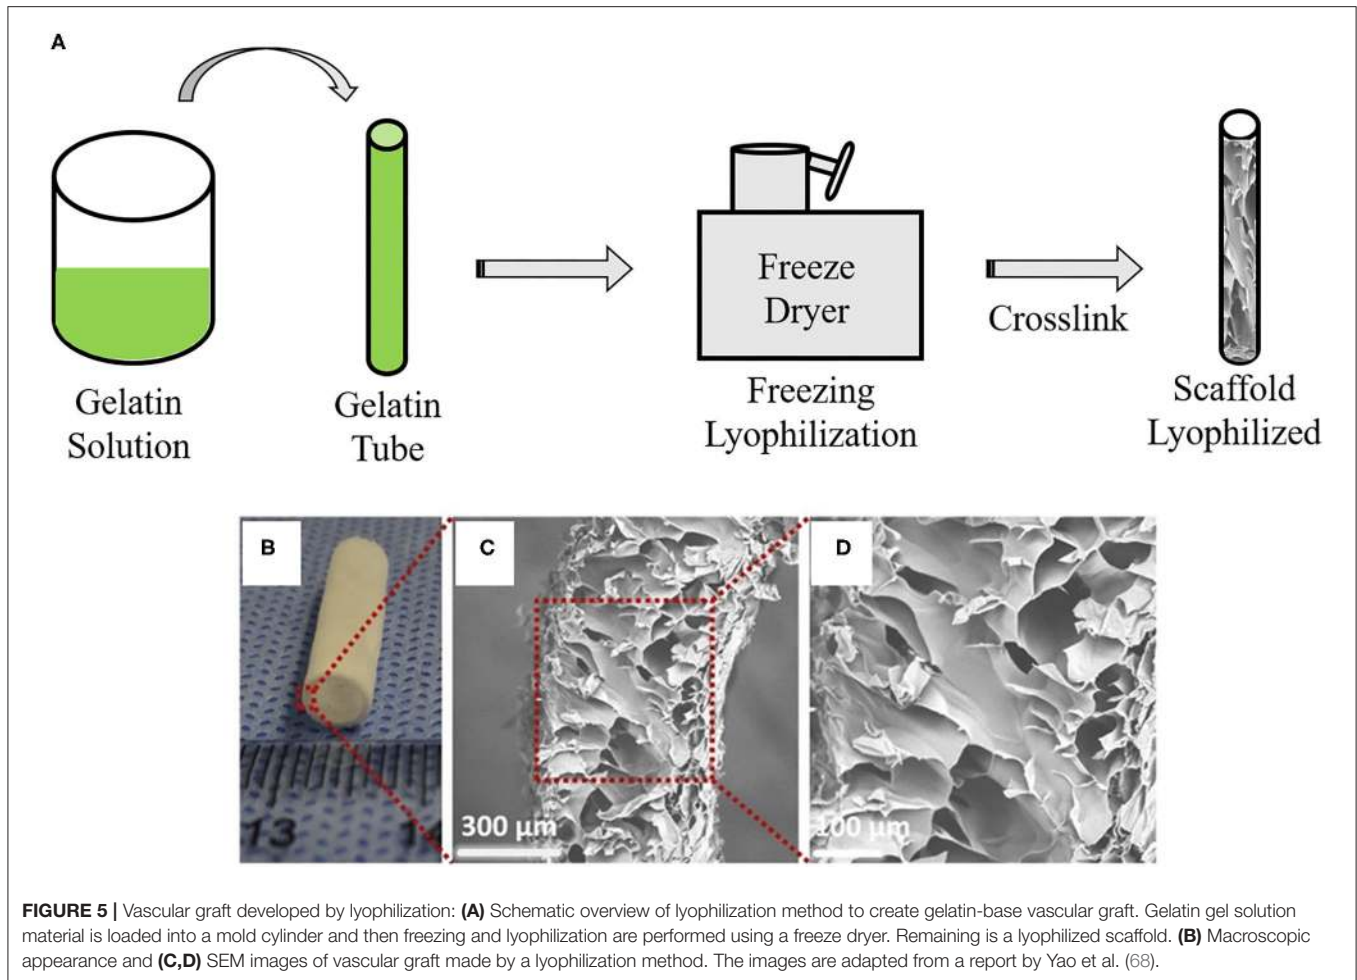 A
Freeze
Dryer
Crosslink
Gelatin
Solution
Gelatin
Tube
Freezing
Lyophilization
Scaffold
Lyophilized
B
C
D
300 μm
100 μm
13
14
FIGURE 5 | Vascular graft developed by lyophilization: (A) Schematic overview of lyophilization method to create gelatin-base vascular graft. Gelatin gel solution
material is loaded into a mold cylinder and then freezing and lyophilization are performed using a freeze dryer. Remaining is a lyophilized scaffold. (B) Macroscopic
appearance and (C,D) SEM images of vascular graft made by a lyophilization method. The images are adapted from a report by Yao et al. (68).